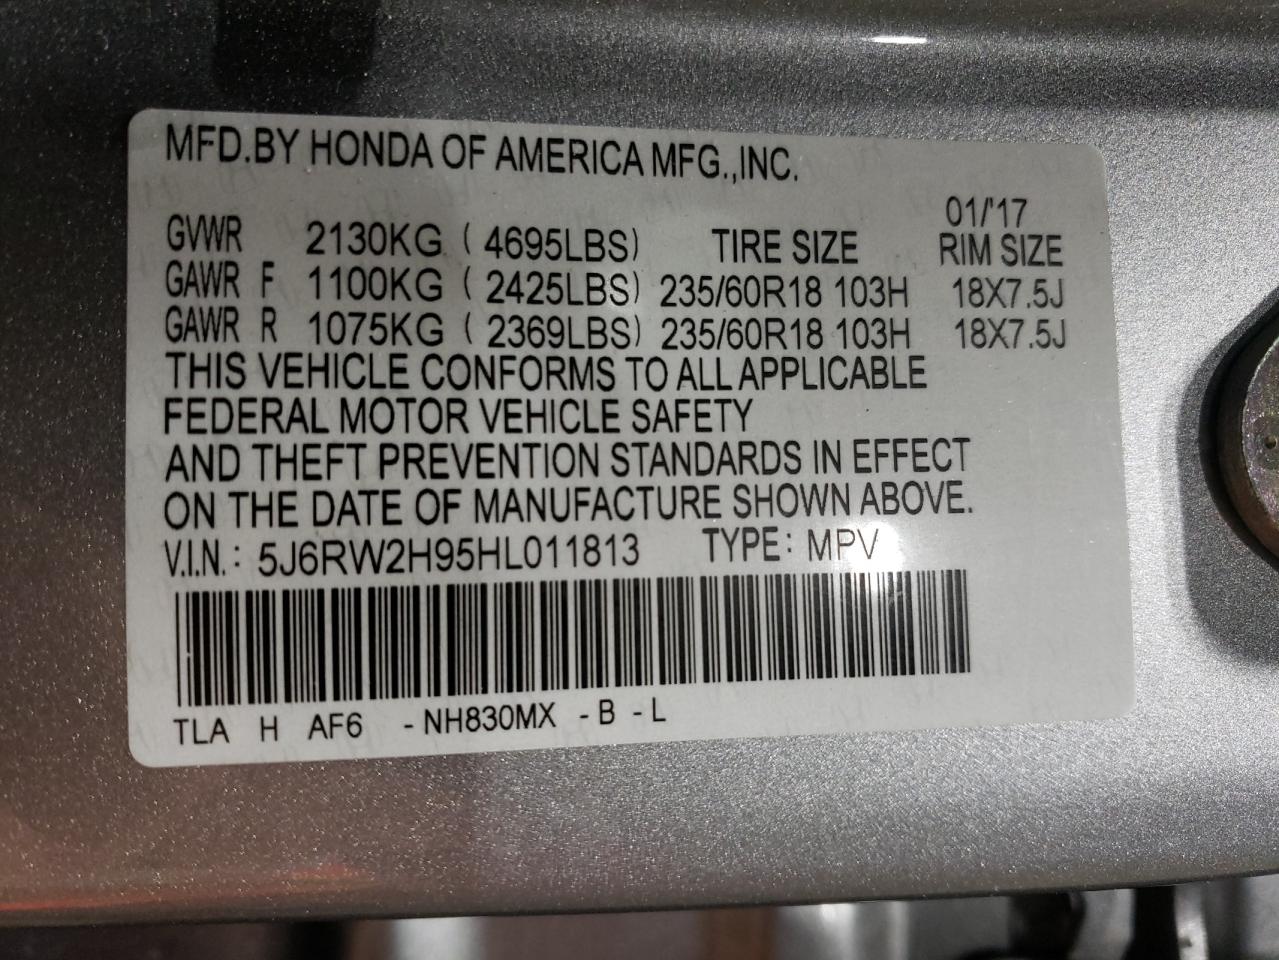 MFD.BY HONDA OF AMERICA MFG.,INC.
01/'17
GVWR 2130KG ( 4695LBS) TIRE SIZE RIM SIZE
GAWR F 1100KG ( 2425LBS) 235/60R18 103H 18X7.5J
GAWR R 1075KG ( 2369LBS) 235/60R18 103H 18X7.5J
THIS VEHICLE CONFORMS TO ALL APPLICABLE
FEDERAL MOTOR VEHICLE SAFETY
AND THEFT PREVENTION STANDARDS IN EFFECT
ON THE DATE OF MANUFACTURE SHOWN ABOVE.
V.I.N.: 5J6RW2H95HL011813 TYPE: MPV
TLA H AF6 -NH830MX -B -L